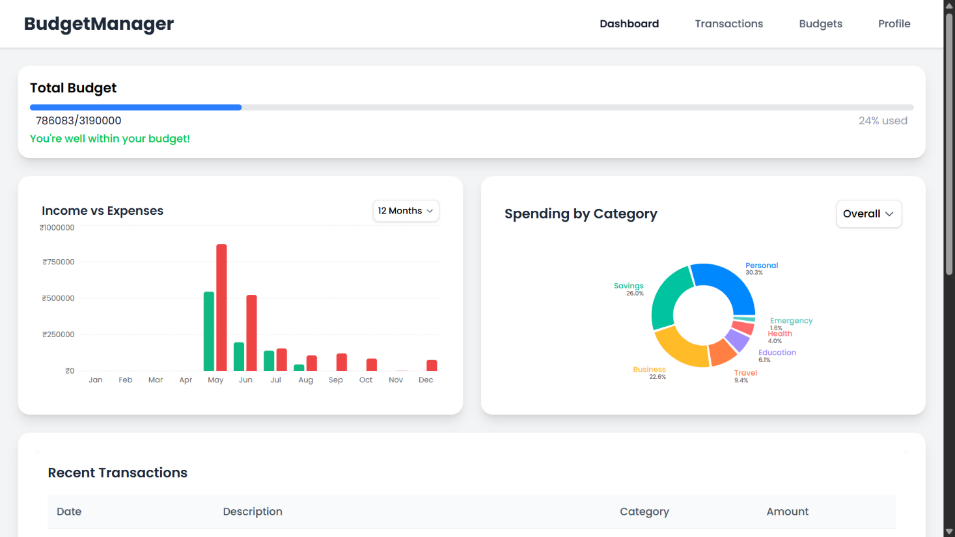 BudgetManager
Dashboard Transactions Budgets Profile
Total Budget
786083/3190000 24% used
You're well within your budget!
Income vs Expenses
12 Months
₹1000000
₹750000
₹500000
₹250000
₹0
Jan Feb Mar Apr May Jun Jul Aug Sep Oct Nov Dec
Spending by Category
Overall
Personal
30.3%
Savings
26.0%
Emergency
1.6%
Health
4.0%
Education
6.1%
Business
22.6%
Travel
9.4%
Recent Transactions
Date Description Category Amount